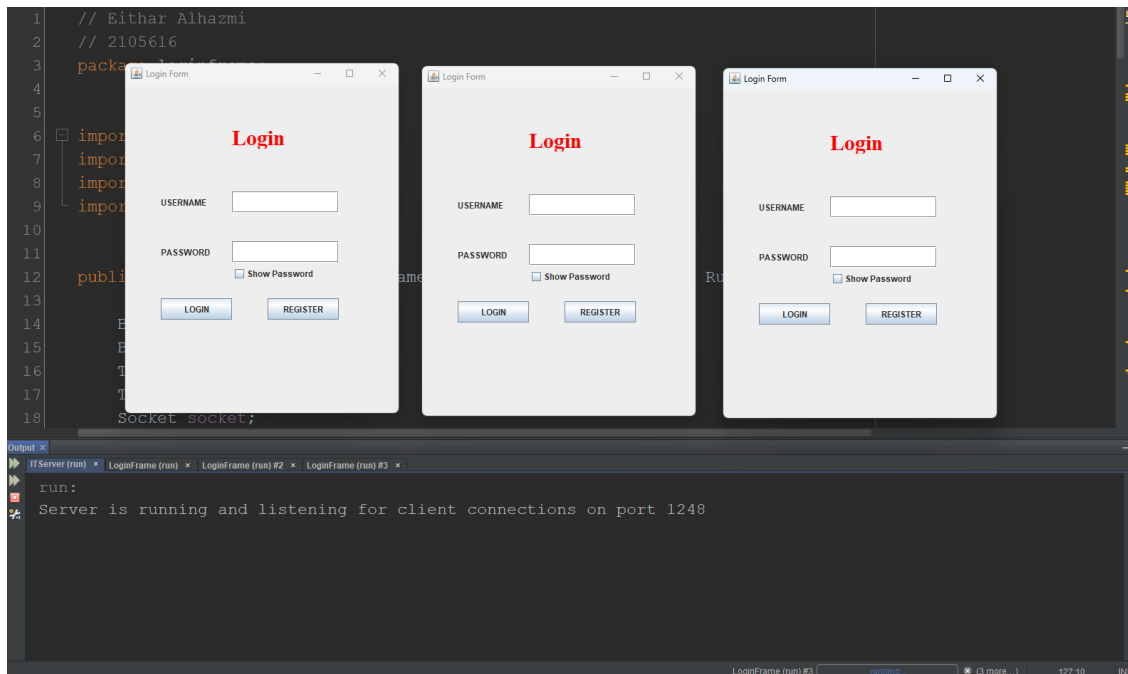 1 // Eithar Alhazmi
2 // 2105616
3 packa
4
5
6 impor
7 impor
8 impor
9 impor
10
11
12 publi ame Ru
13
14
15
16
17
18 Socket socket;
Login Form
Login
USERNAME
PASSWORD
Show Password
LOGIN REGISTER
Login Form
Login
USERNAME
PASSWORD
Show Password
LOGIN REGISTER
Login Form
Login
USERNAME
PASSWORD
Show Password
LOGIN REGISTER
Output
ITServer (run) LoginFrame (run) LoginFrame (run) #2 LoginFrame (run) #3
run:
Server is running and listening for client connections on port 1248
LoginFrame (run) #3 running... (3 more...) 127:10 IN